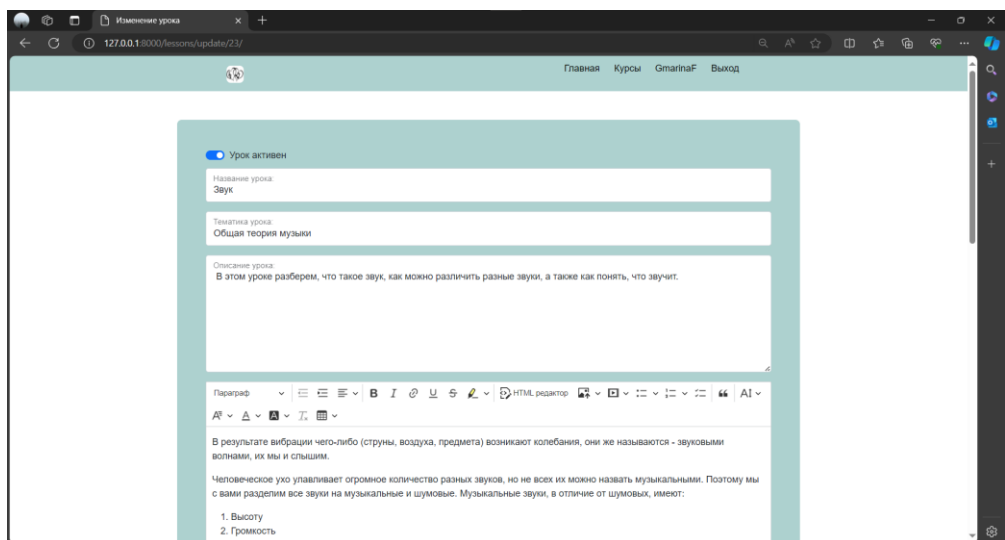 Изменение урока
127.0.0.1:8000/lessons/update/23/
Главная Курсы GmarinaF Выход
Урок активен
Название урока:
Звук
Тематика урока:
Общая теория музыки
Описание урока:
В этом уроке разберем, что такое звук, как можно различить разные звуки, а также как понять, что звучит.
Параграф B I U S HTML редактор AI
A A A Tx
В результате вибрации чего-либо (струны, воздуха, предмета) возникают колебания, они же называются - звуковыми
волнами, их мы и слышим.
Человеческое ухо улавливает огромное количество разных звуков, но не всех их можно назвать музыкальными. Поэтому мы
с вами разделим все звуки на музыкальные и шумовые. Музыкальные звуки, в отличие от шумовых, имеют:
1. Высоту
2. Громкость